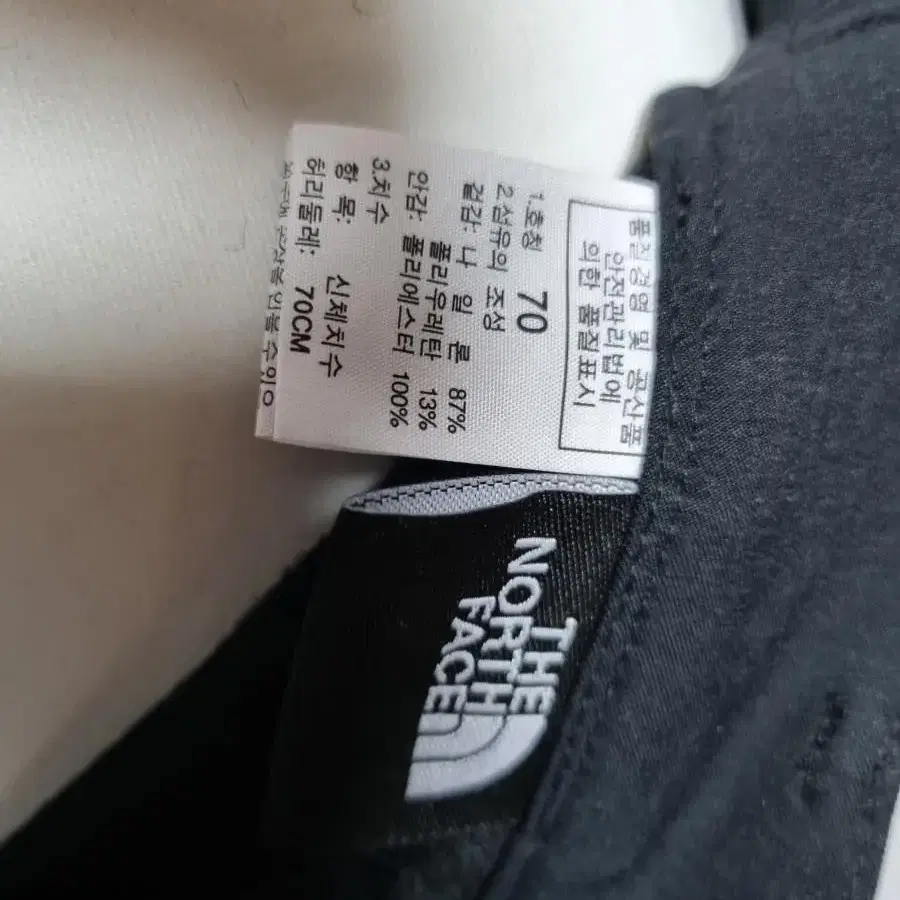 품질경영 및 공산품
안전관리법에
의한 품질표시
1.호칭 70
2.섬유의 조성
겉감: 나 일 론 87%
폴리우레탄 13%
안감: 폴리에스터 100%
3.치수
항 목: 신체치수
허리둘레: 70CM
THE
NORTH
FACE